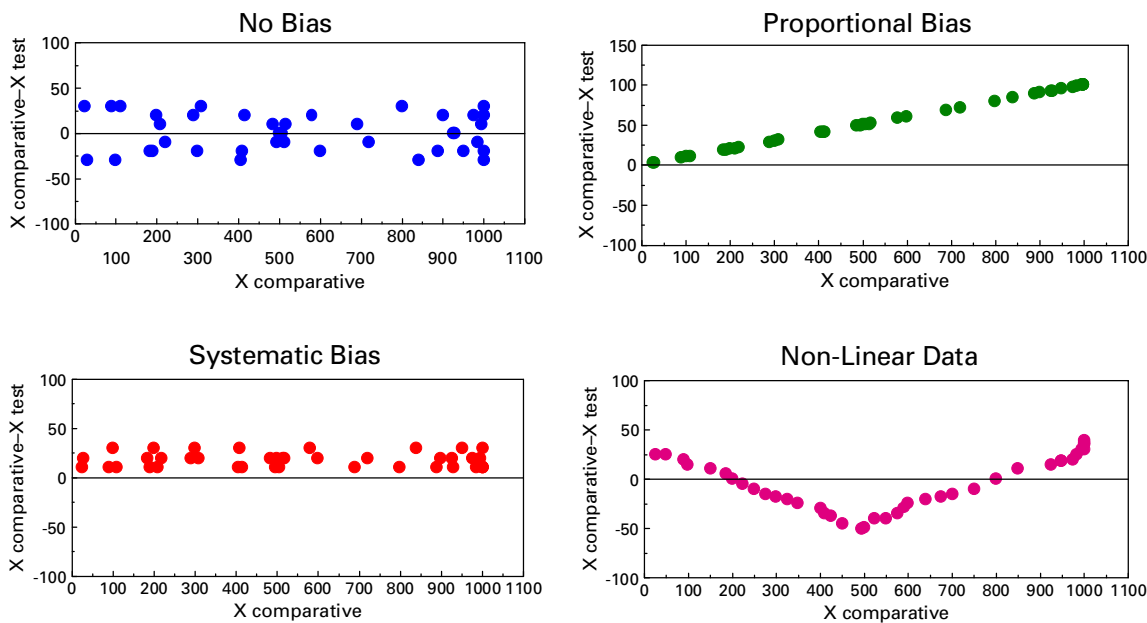 No Bias
X comparative–X test
100
50
0
-50
-100
0 200 400 500 600 800 1000
100 300 500 700 900 1100
X comparative
Proportional Bias
X comparative–X test
150
100
50
0
-50
-100
0 100 200 300 400 500 600 700 800 900 1000 1100
X comparative
Systematic Bias
X comparative–X test
100
50
0
-50
-100
0 100 200 300 400 500 600 700 800 900 1000 1100
X comparative
Non-Linear Data
X comparative–X test
100
50
0
-50
-100
0 100 200 300 400 500 600 700 800 900 1000 1100
X comparative